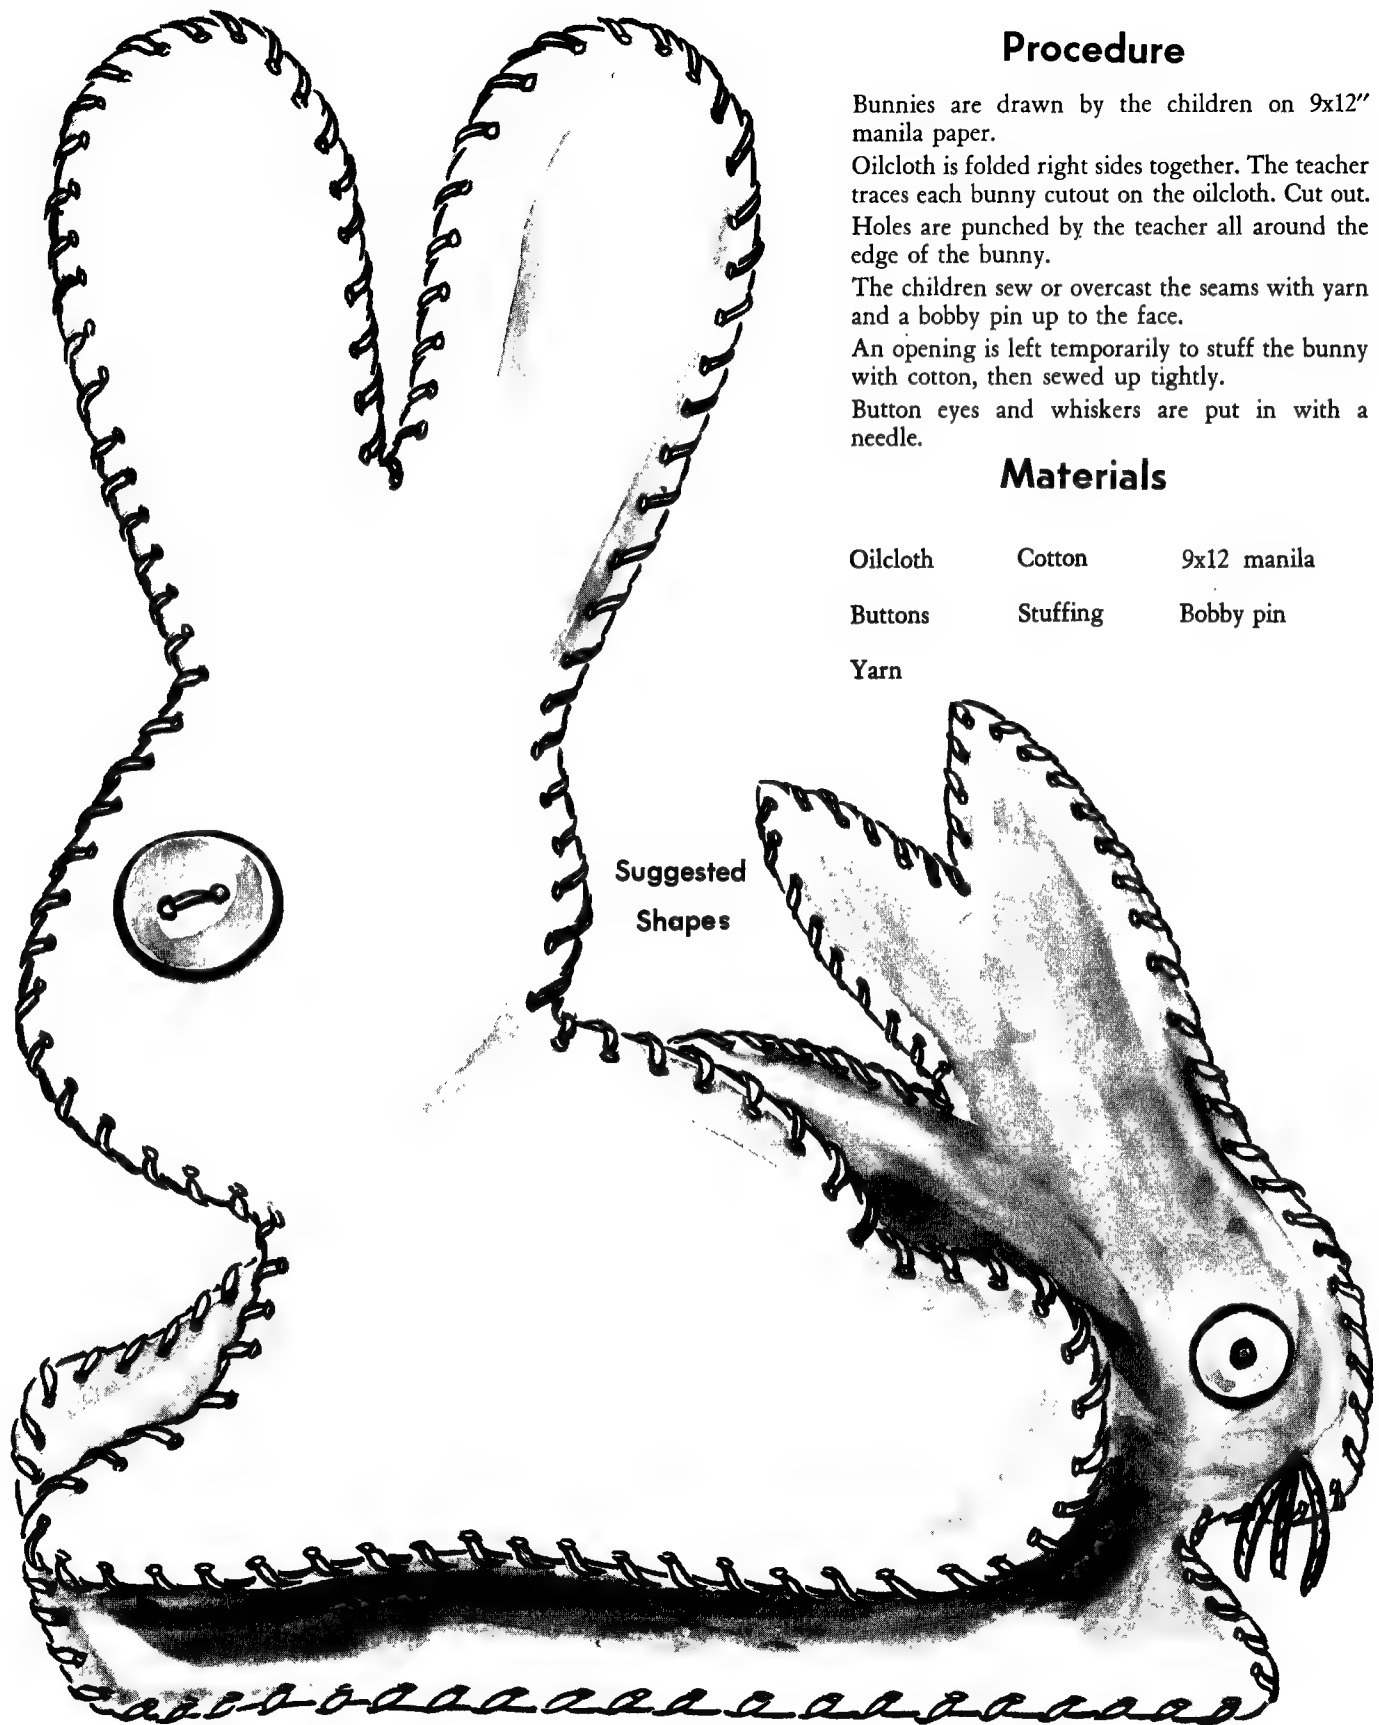 Procedure
Bunnies are drawn by the children on 9x12″
manila paper.
Oilcloth is folded right sides together. The teacher
traces each bunny cutout on the oilcloth. Cut out.
Holes are punched by the teacher all around the
edge of the bunny.
The children sew or overcast the seams with yarn
and a bobby pin up to the face.
An opening is left temporarily to stuff the bunny
with cotton, then sewed up tightly.
Button eyes and whiskers are put in with a
needle.
Materials
Oilcloth Cotton 9x12 manila
Buttons Stuffing Bobby pin
Yarn
Suggested
Shapes